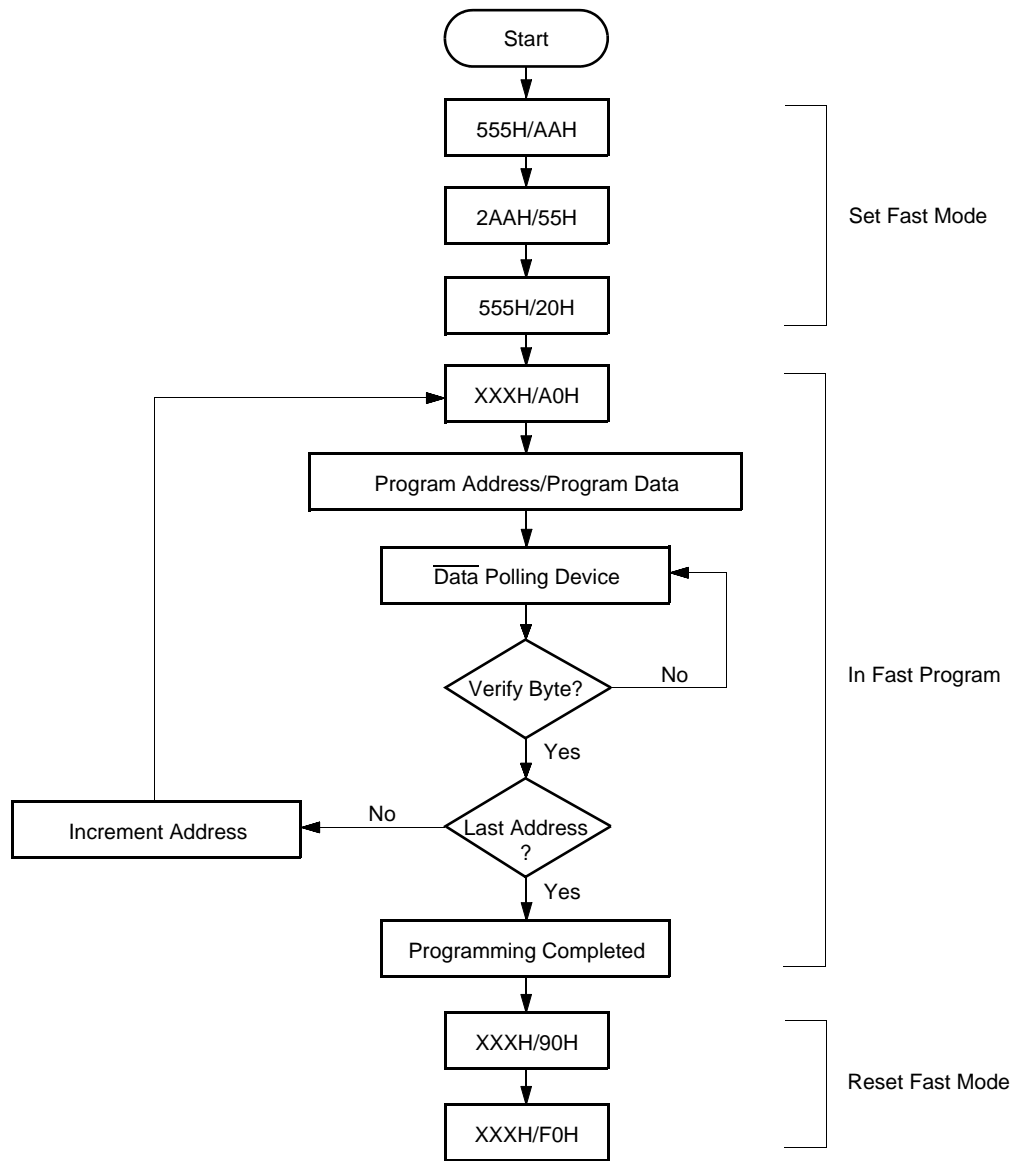 Start
555H/AAH
2AAH/55H
Set Fast Mode
555H/20H
XXXH/A0H
Program Address/Program Data
Data Polling Device
Verify Byte?
No
In Fast Program
Yes
Increment Address
No
Last Address
?
Yes
Programming Completed
XXXH/90H
Reset Fast Mode
XXXH/F0H